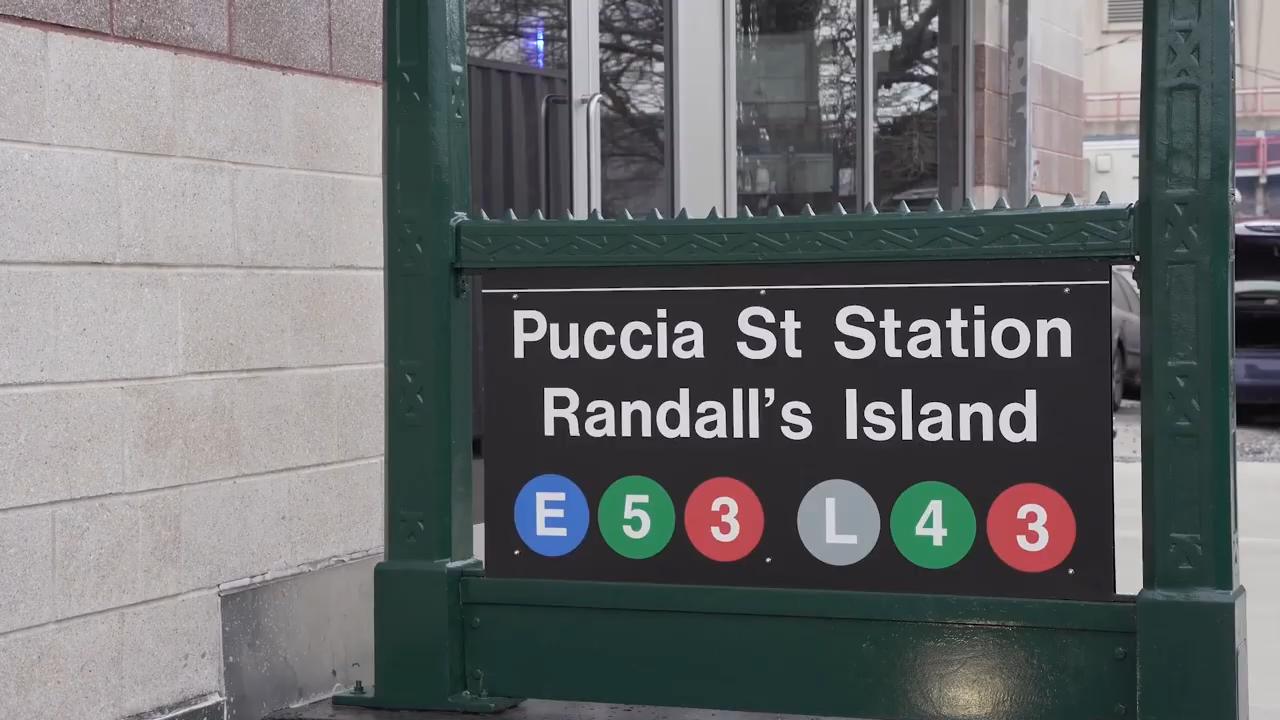 Puccia St Station
Randall’s Island
E 5 3 L 4 3